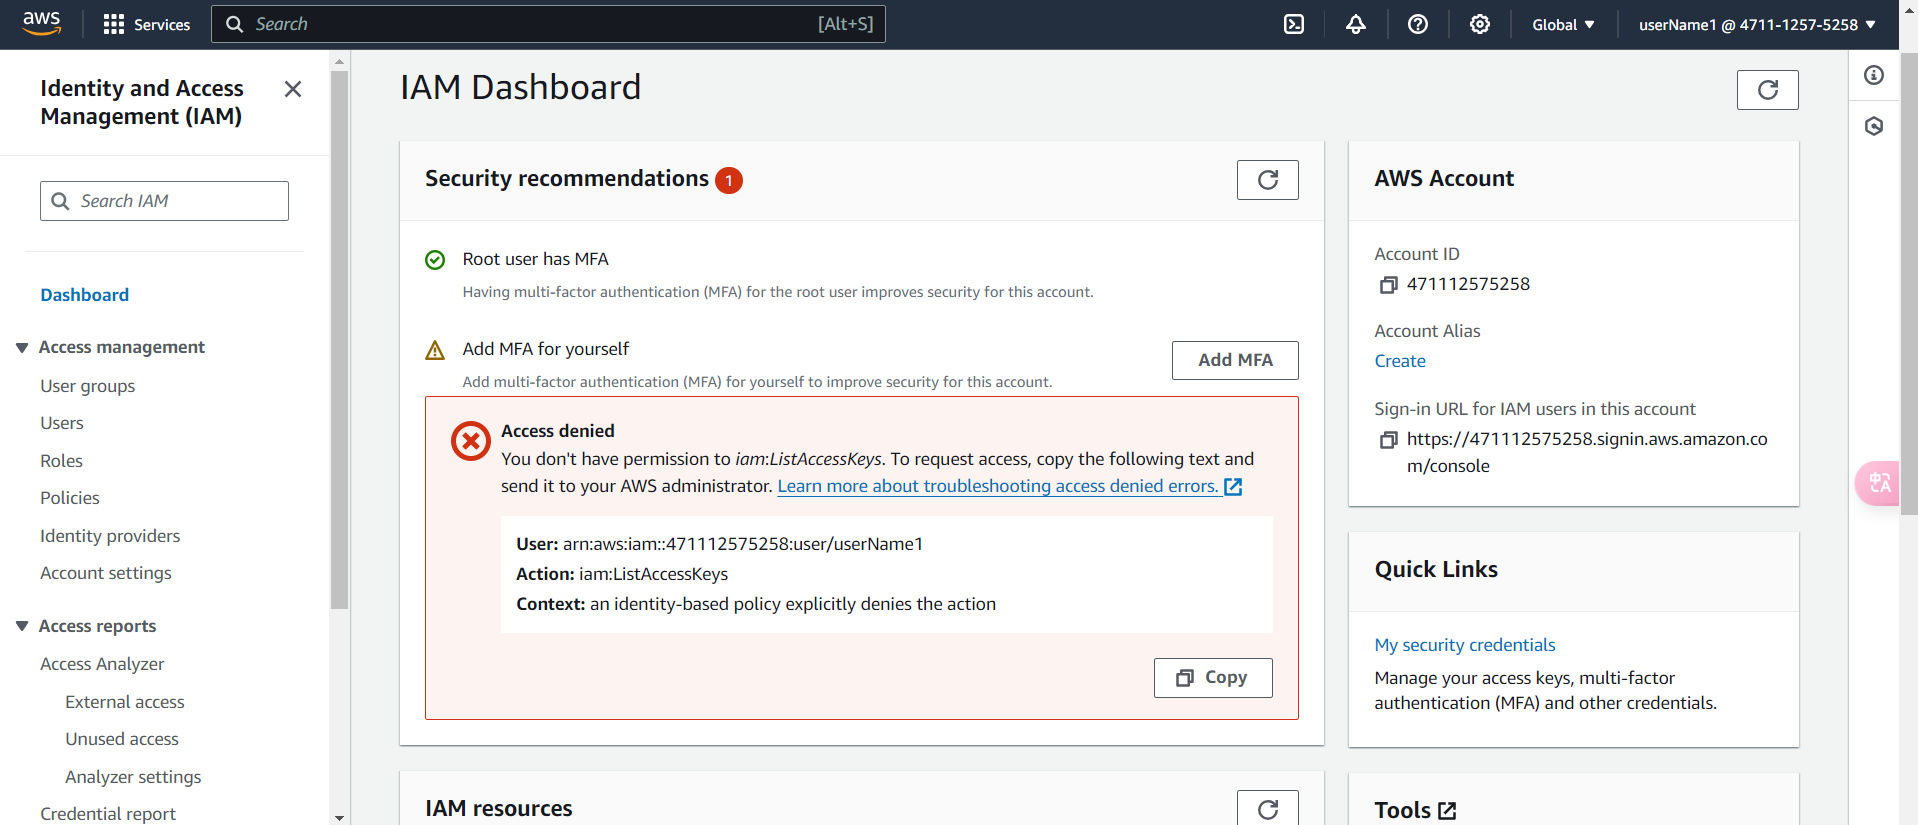 aws
Services
Search
[Alt+S]
Global
userName1 @ 4711-1257-5258
Identity and Access
Management (IAM)
Search IAM
Dashboard
Access management
User groups
Users
Roles
Policies
Identity providers
Account settings
Access reports
Access Analyzer
External access
Unused access
Analyzer settings
Credential report
IAM Dashboard
Security recommendations 1
Root user has MFA
Having multi-factor authentication (MFA) for the root user improves security for this account.
Add MFA for yourself
Add multi-factor authentication (MFA) for yourself to improve security for this account.
Add MFA
Access denied
You don't have permission to iam:ListAccessKeys. To request access, copy the following text and
send it to your AWS administrator. Learn more about troubleshooting access denied errors.
User: arn:aws:iam::471112575258:user/userName1
Action: iam:ListAccessKeys
Context: an identity-based policy explicitly denies the action
Copy
IAM resources
AWS Account
Account ID
471112575258
Account Alias
Create
Sign-in URL for IAM users in this account
https://471112575258.signin.aws.amazon.co
m/console
Quick Links
My security credentials
Manage your access keys, multi-factor
authentication (MFA) and other credentials.
Tools
中A